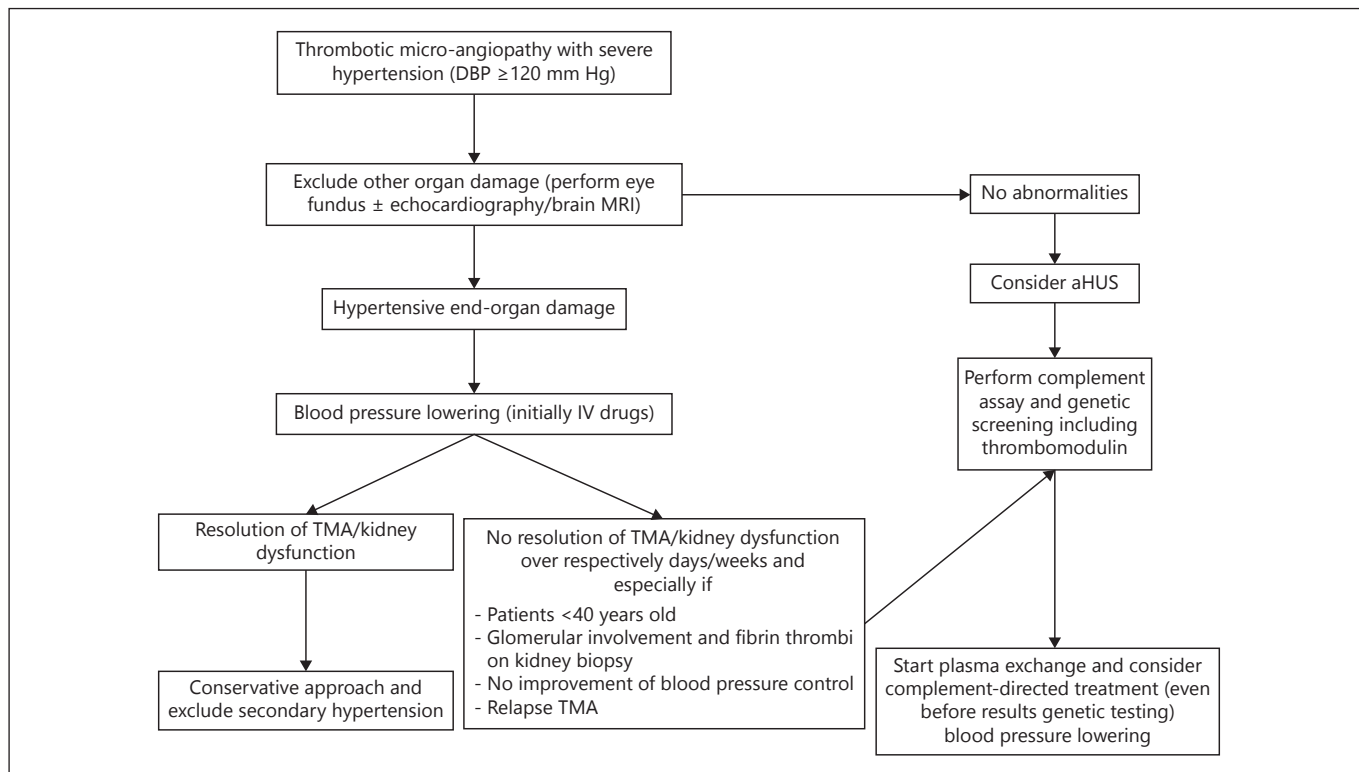 Thrombotic micro-angiopathy with severe
hypertension (DBP ≥120 mm Hg)
Exclude other organ damage (perform eye
fundus ± echocardiography/brain MRI)
No abnormalities
Consider aHUS
Hypertensive end-organ damage
Perform complement
assay and genetic
screening including
thrombomodulin
Blood pressure lowering (initially IV drugs)
Resolution of TMA/kidney
dysfunction
No resolution of TMA/kidney dysfunction
over respectively days/weeks and
especially if
- Patients <40 years old
- Glomerular involvement and fibrin thrombi
on kidney biopsy
- No improvement of blood pressure control
- Relapse TMA
Conservative approach and
exclude secondary hypertension
Start plasma exchange and consider
complement-directed treatment (even
before results genetic testing)
blood pressure lowering